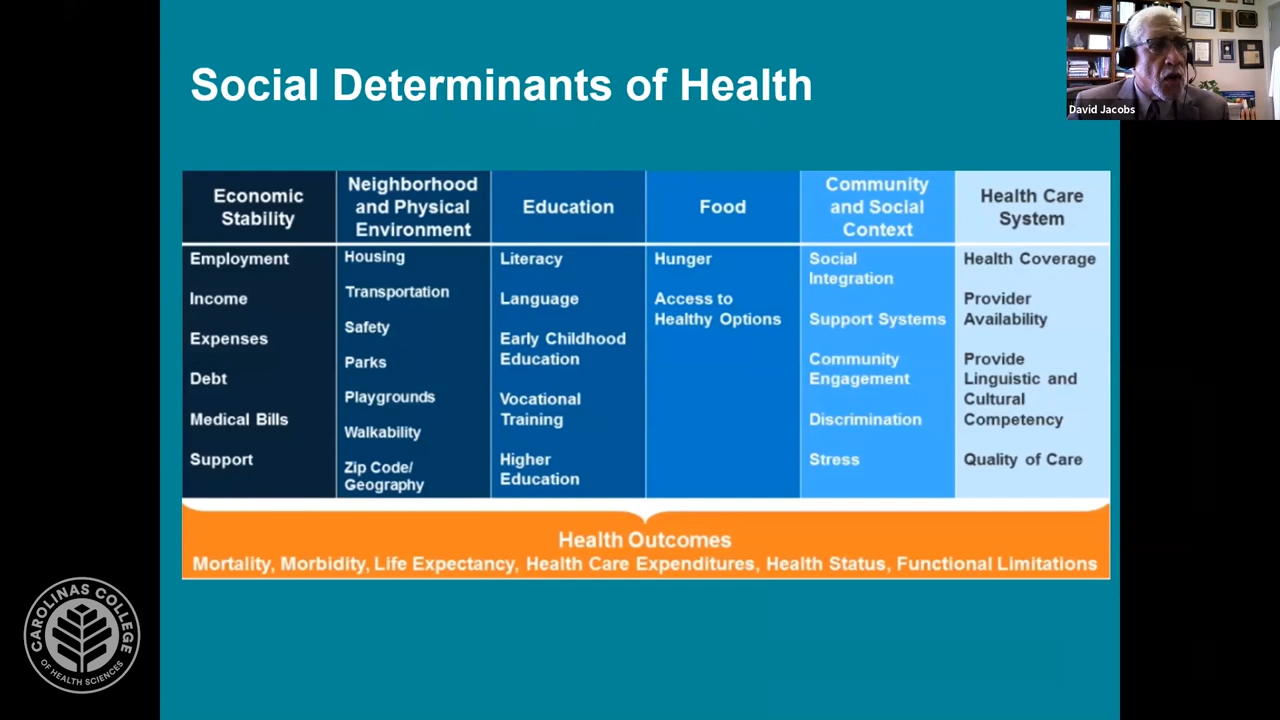 Social Determinants of Health
David Jacobs
Economic
Stability
Employment
Income
Expenses
Debt
Medical Bills
Support
Neighborhood
and Physical
Environment
Housing
Transportation
Safety
Parks
Playgrounds
Walkability
Zip Code/
Geography
Education
Literacy
Language
Early Childhood
Education
Vocational
Training
Higher
Education
Food
Hunger
Access to
Healthy Options
Community
and Social
Context
Social
Integration
Support Systems
Community
Engagement
Discrimination
Stress
Health Care
System
Health Coverage
Provider
Availability
Provide
Linguistic and
Cultural
Competency
Quality of Care
Health Outcomes
Mortality, Morbidity, Life Expectancy, Health Care Expenditures, Health Status, Functional Limitations
CAROLINAS COLLEGE
OF HEALTH SCIENCES